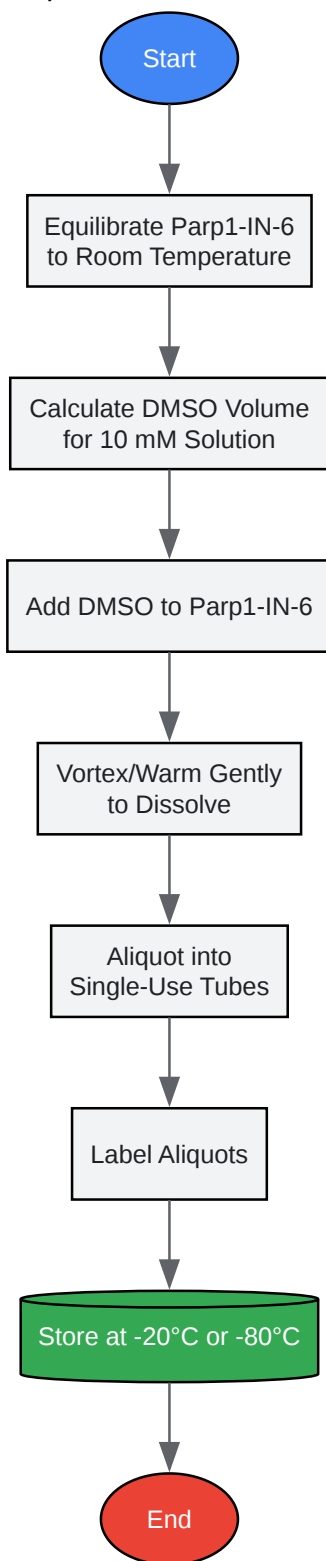 Start
Equilibrate Parp1-IN-6
to Room Temperature
Calculate DMSO Volume
for 10 mM Solution
Add DMSO to Parp1-IN-6
Vortex/Warm Gently
to Dissolve
Aliquot into
Single-Use Tubes
Label Aliquots
Store at -20°C or -80°C
End